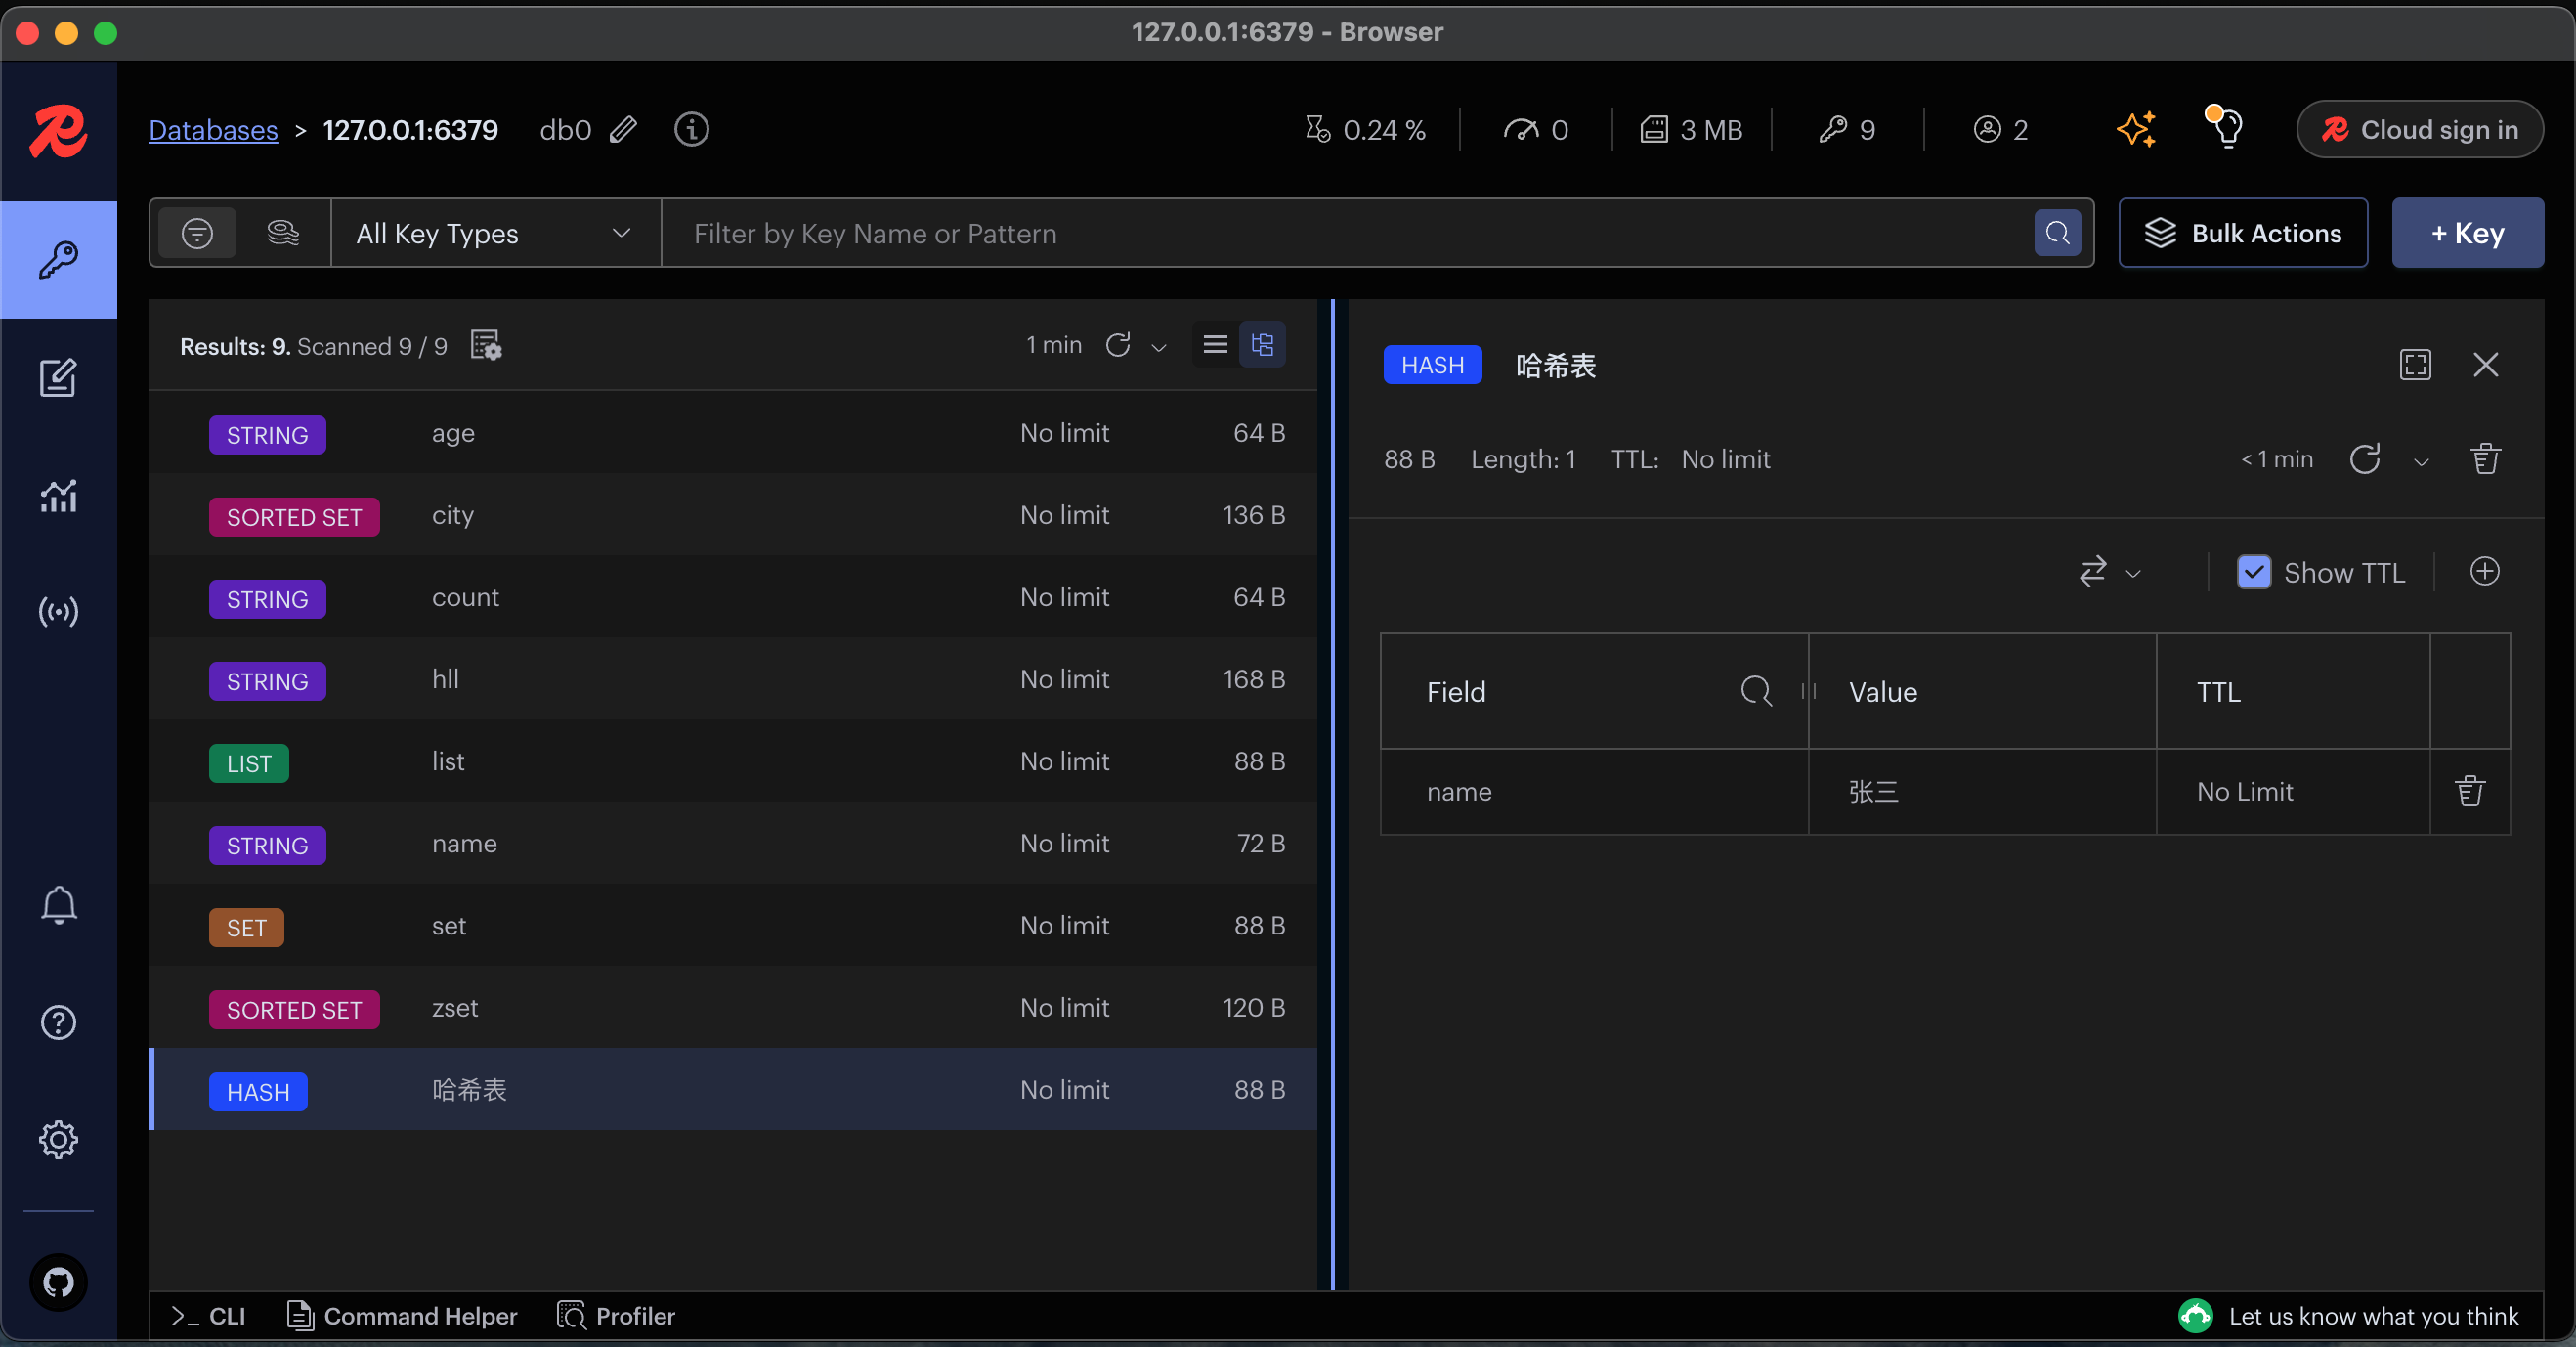 127.0.0.1:6379 - Browser
Databases > 127.0.0.1:6379 db0 0.24 % 0 3 MB 9 2 Cloud sign in
All Key Types Filter by Key Name or Pattern Bulk Actions + Key
Results: 9. Scanned 9 / 9 1 min
STRING age No limit 64 B
SORTED SET city No limit 136 B
STRING count No limit 64 B
STRING hll No limit 168 B
LIST list No limit 88 B
STRING name No limit 72 B
SET set No limit 88 B
SORTED SET zset No limit 120 B
HASH 哈希表 No limit 88 B
HASH 哈希表
88 B Length: 1 TTL: No limit < 1 min
Show TTL
Field Value TTL
name 张三 No Limit
>_ CLI Command Helper Profiler Let us know what you think